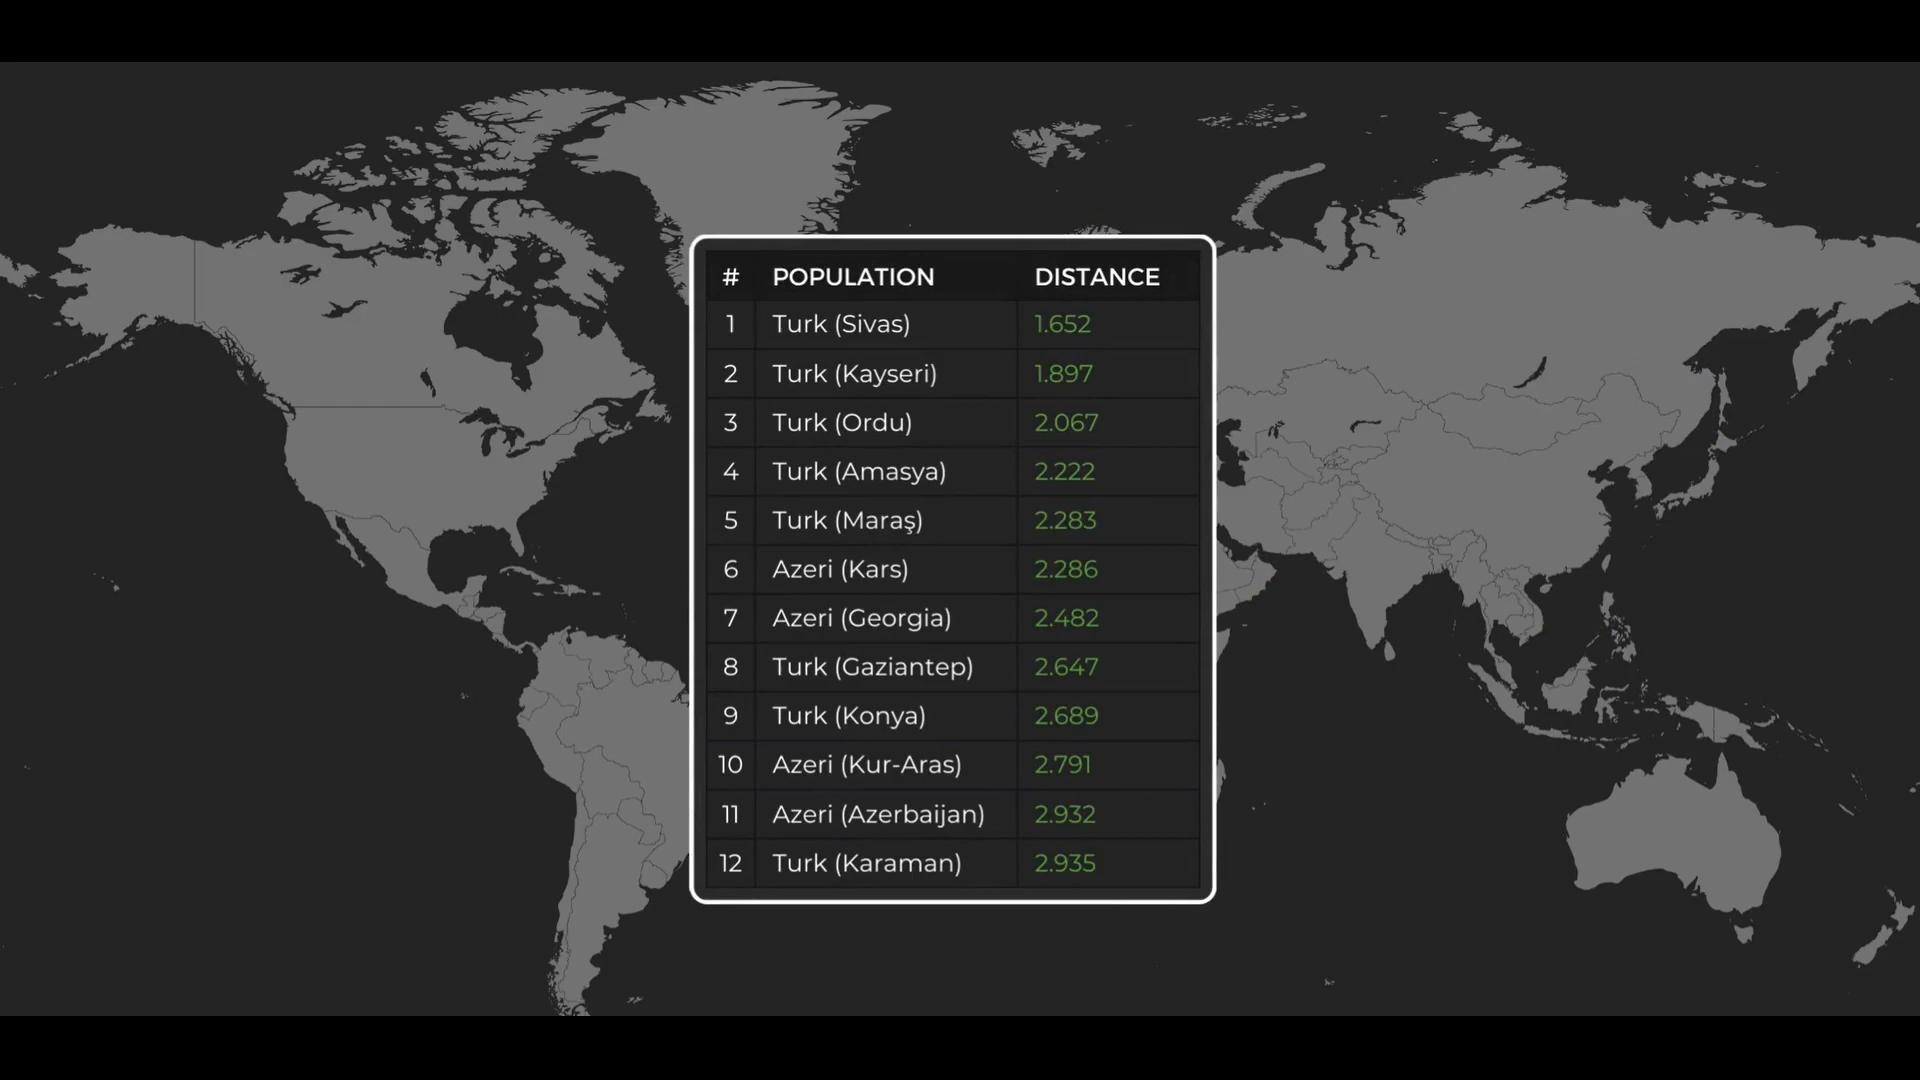 # POPULATION DISTANCE
1 Turk (Sivas) 1.652
2 Turk (Kayseri) 1.897
3 Turk (Ordu) 2.067
4 Turk (Amasya) 2.222
5 Turk (Maraş) 2.283
6 Azeri (Kars) 2.286
7 Azeri (Georgia) 2.482
8 Turk (Gaziantep) 2.647
9 Turk (Konya) 2.689
10 Azeri (Kur-Aras) 2.791
11 Azeri (Azerbaijan) 2.932
12 Turk (Karaman) 2.935